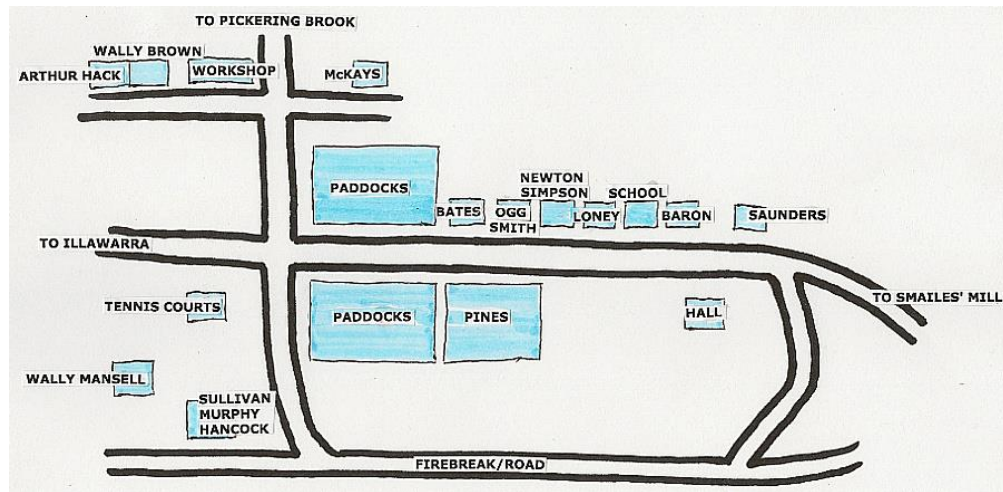 TO PICKERING BROOK
WALLY BROWN
ARTHUR HACK
WORKSHOP
McKAYS
PADDOCKS
NEWTON
SIMPSON
SCHOOL
BATES
OGG
SMITH
LONEY
BARON
SAUNDERS
TO ILLAWARRA
TO SMAILES' MILL
TENNIS COURTS
PADDOCKS
PINES
HALL
WALLY MANSELL
SULLIVAN
MURPHY
HANCOCK
FIREBREAK/ROAD